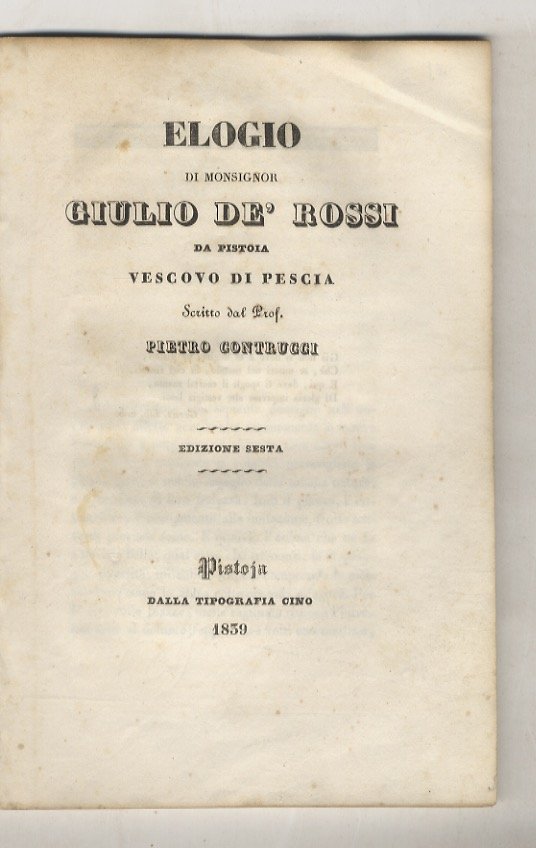 ELOGIO
DI MONSIGNOR
GIULIO DE' ROSSI
DA PISTOIA
VESCOVO DI PESCIA
Scritto dal Prof.
PIETRO CONTRUCCI
EDIZIONE SESTA
Pistoja
DALLA TIPOGRAFIA CINO
1839